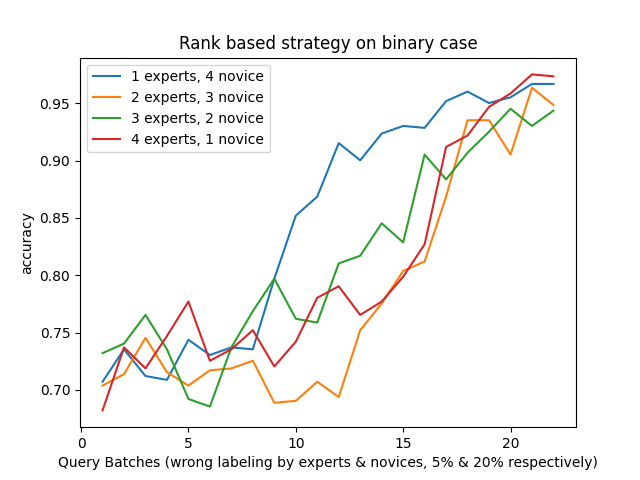 Rank based strategy on binary case
1 experts, 4 novice
2 experts, 3 novice
3 experts, 2 novice
4 experts, 1 novice
accuracy
0.95
0.90
0.85
0.80
0.75
0.70
0 5 10 15 20
Query Batches (wrong labeling by experts & novices, 5% & 20% respectively)